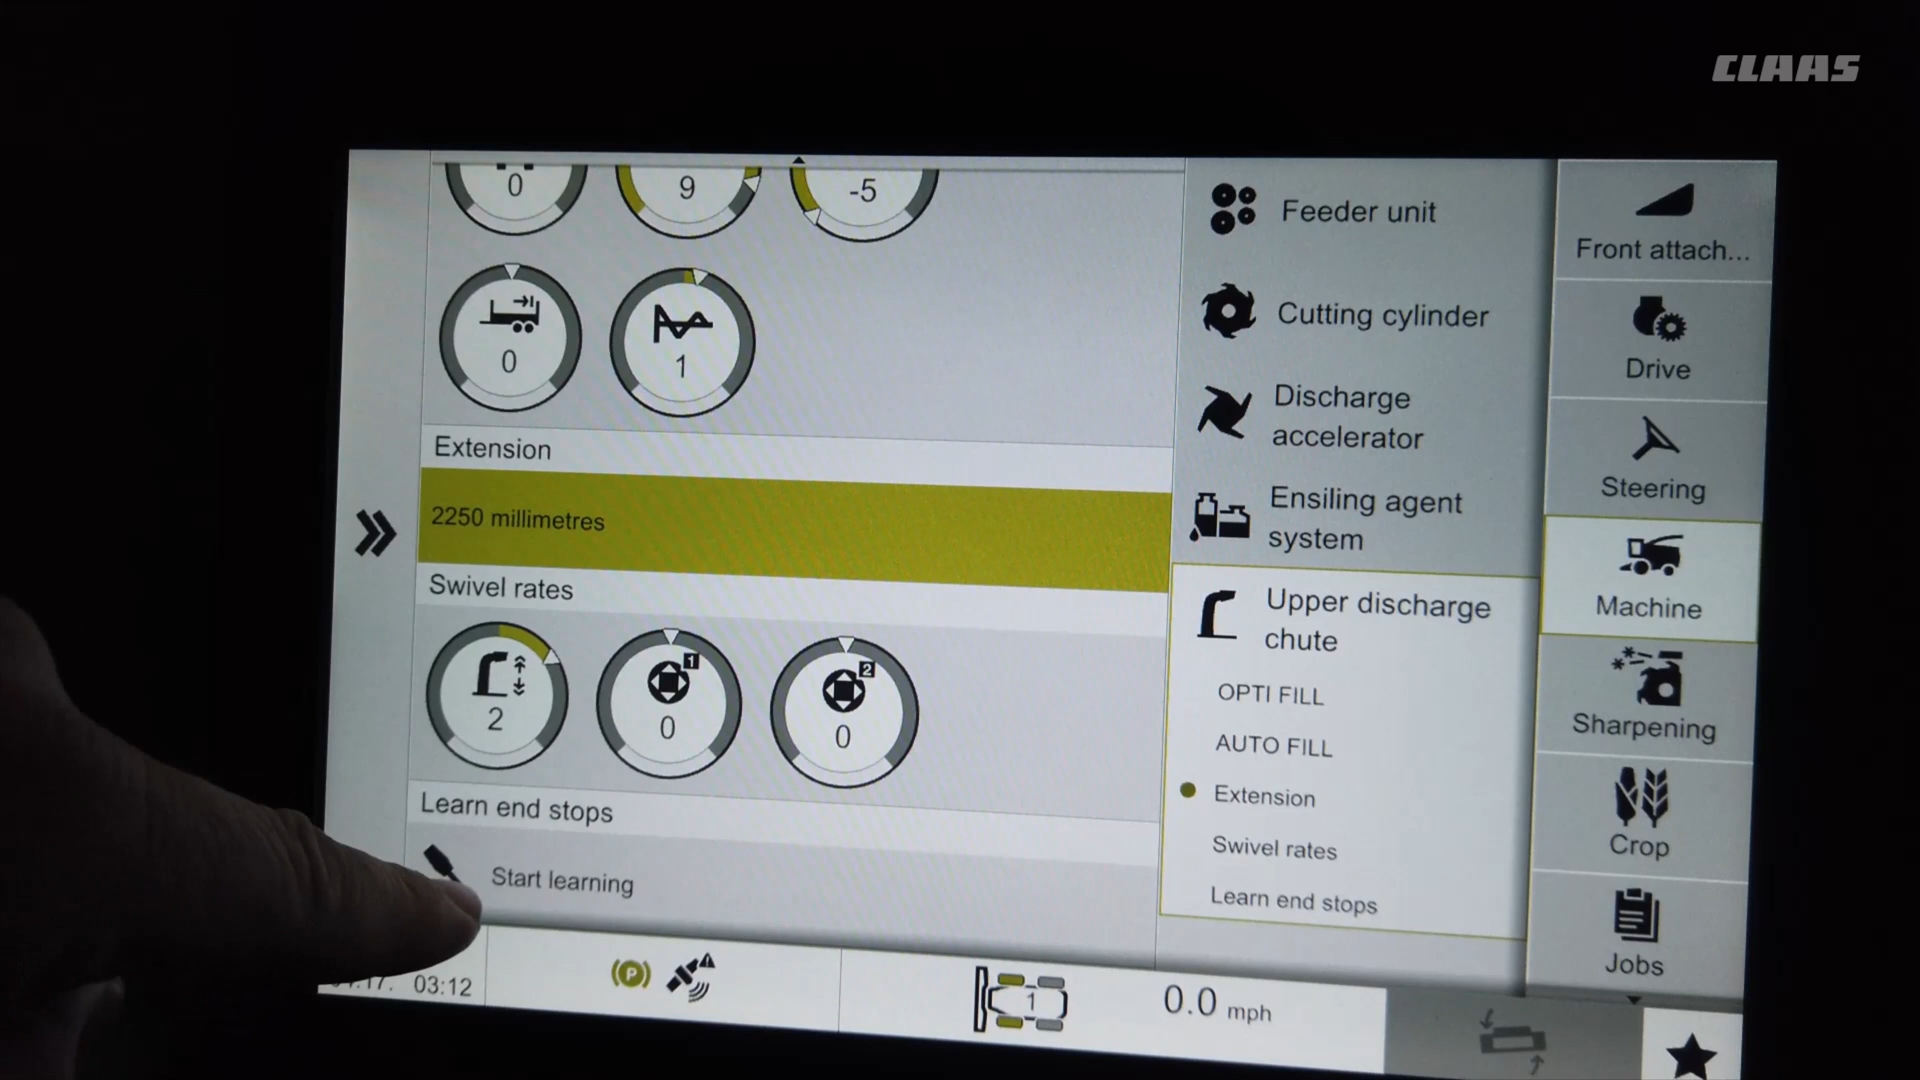 CLAAS
0
9
-5
0
1
Extension
2250 millimetres
Swivel rates
2
1
0
2
0
Learn end stops
Start learning
Feeder unit
Cutting cylinder
Discharge
accelerator
Ensiling agent
system
Upper discharge
chute
OPTI FILL
AUTO FILL
Extension
Swivel rates
Learn end stops
Front attach...
Drive
Steering
Machine
Sharpening
Crop
Jobs
03:12
P
1
0.0 mph